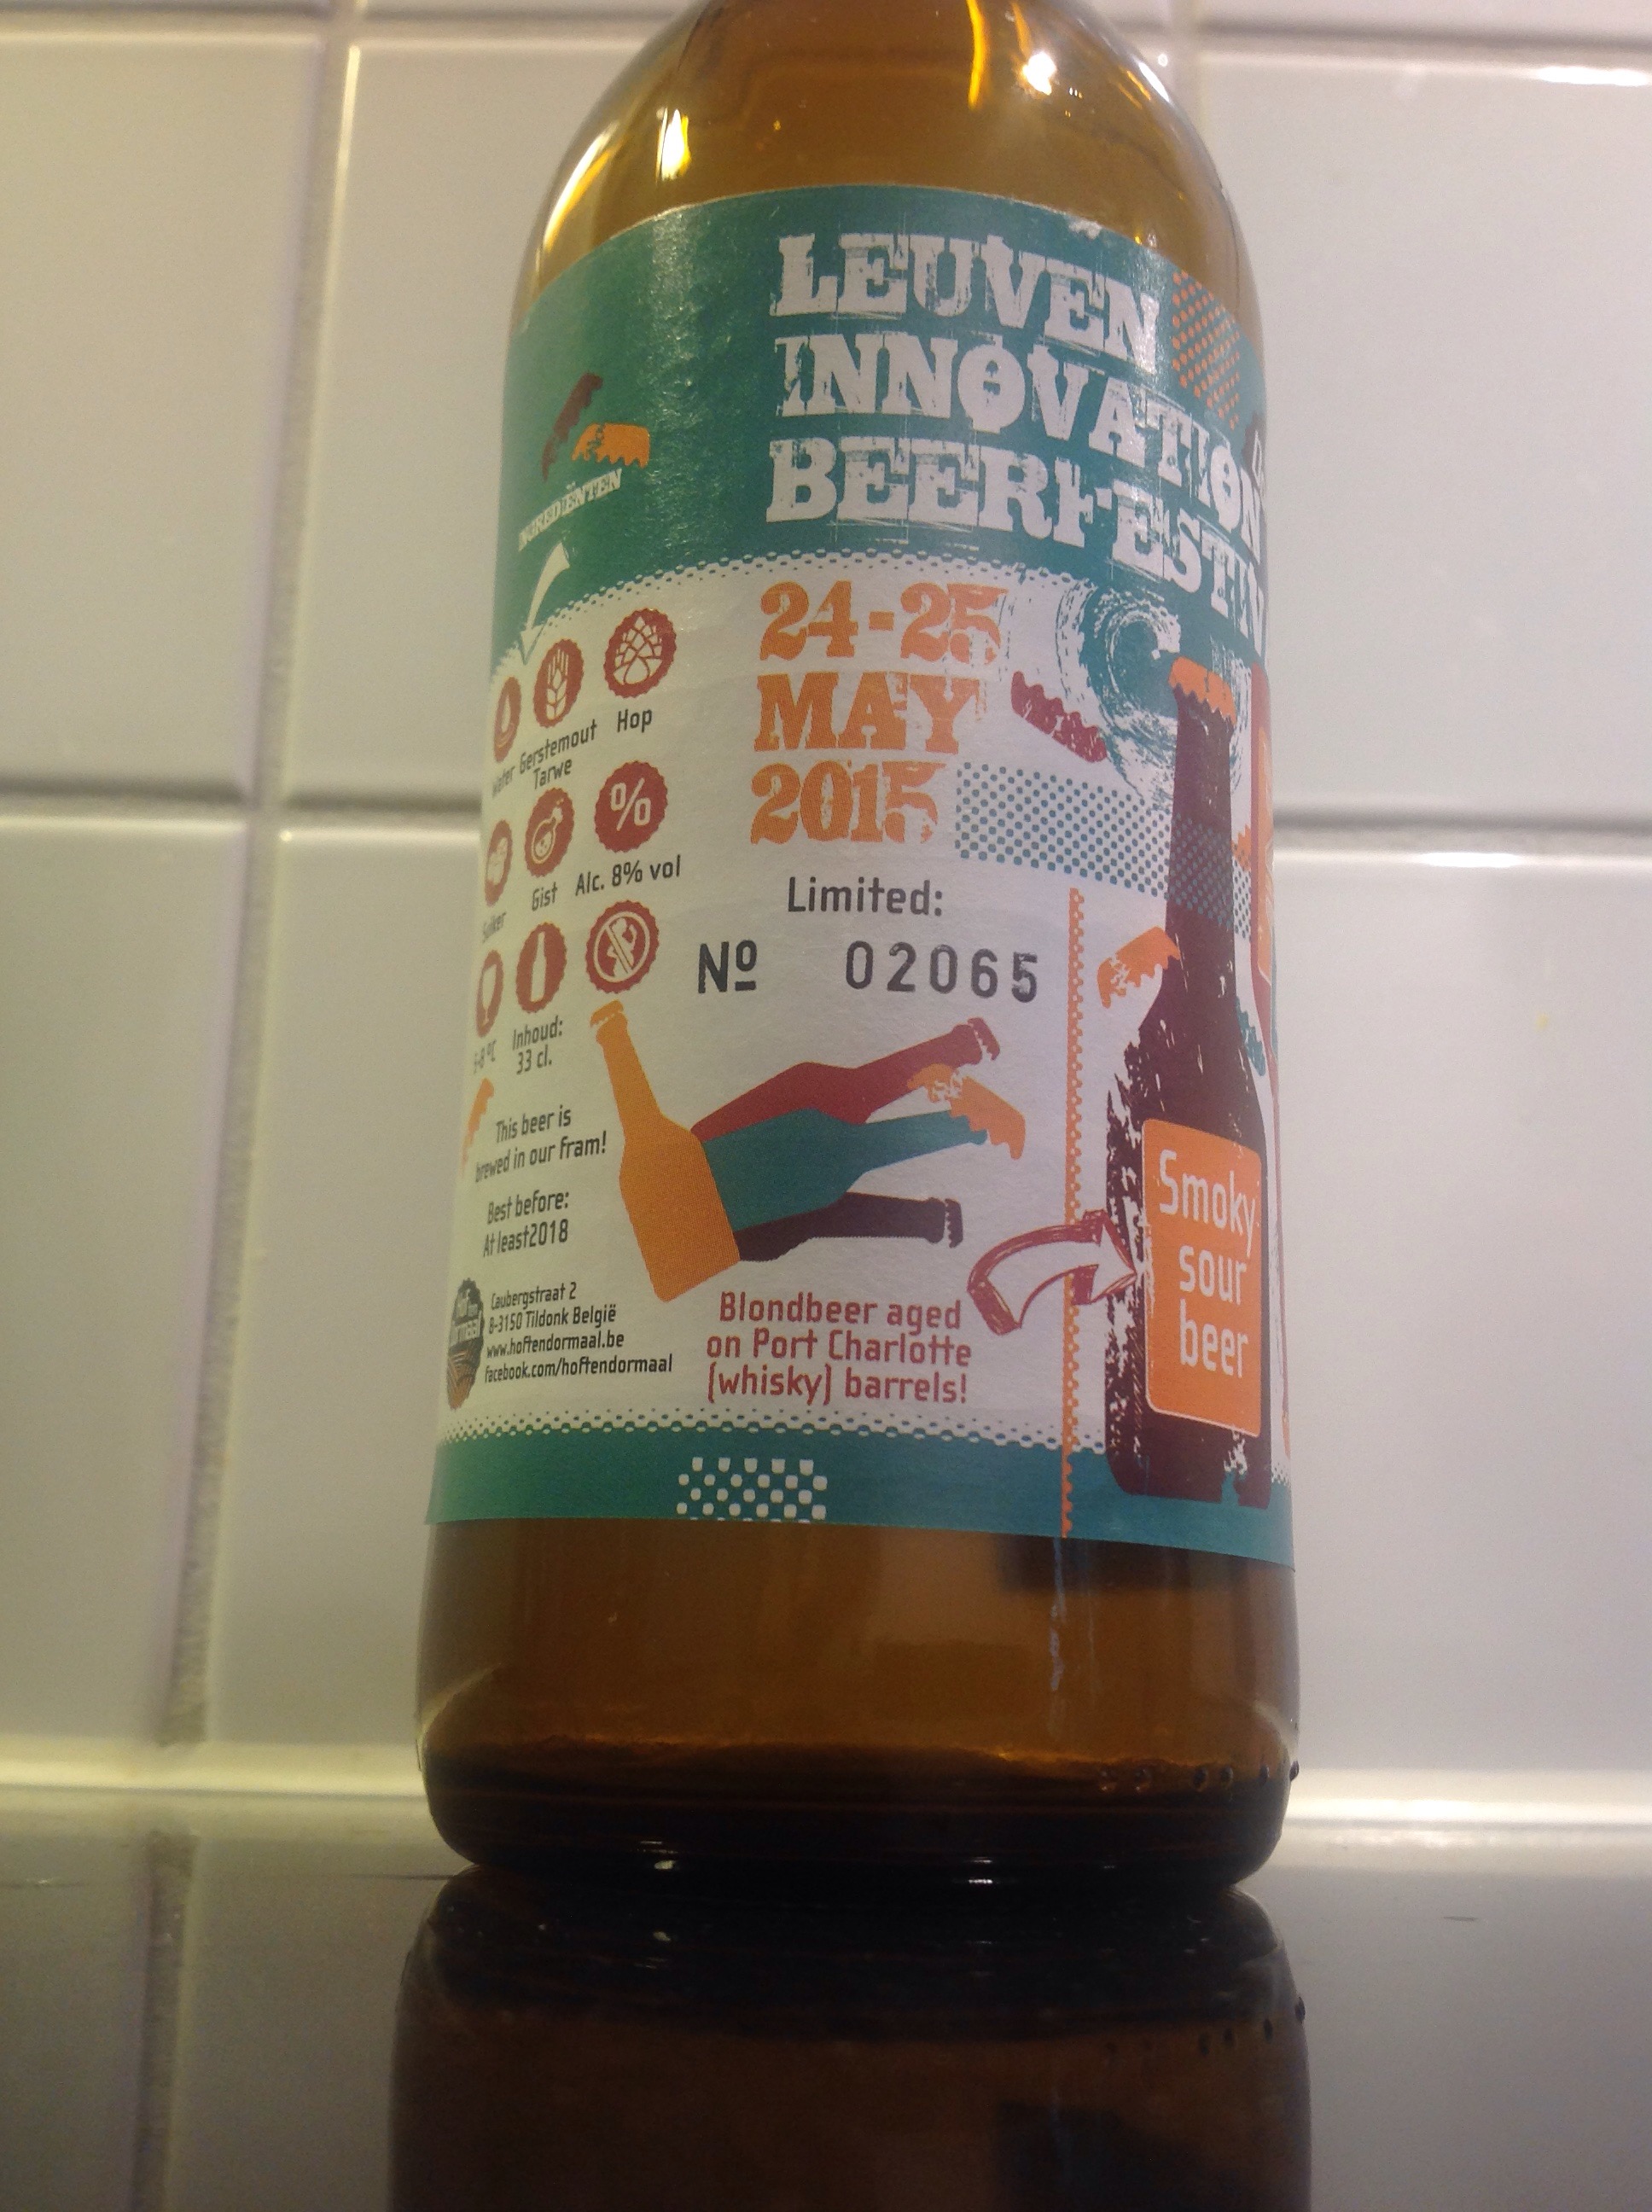 LEUVEN
INNOVATION
BEERFESTIV
INGREDIËNTEN
Water
Gerstemout
Tarwe
Hop
Suiker
Gist
%
Alc. 8% vol
Inhoud:
33 cl.
This beer is
brewed in our fram!
Best before:
At least2018
Caubergstraat 2
B-3150 Tildonk België
www.hoftendormaal.be
facebook.com/hoftendormaal
24-25
MAY
2015
Limited:
Nº 02065
Blondbeer aged
on Port Charlotte
(whisky) barrels!
Smoky
sour
beer